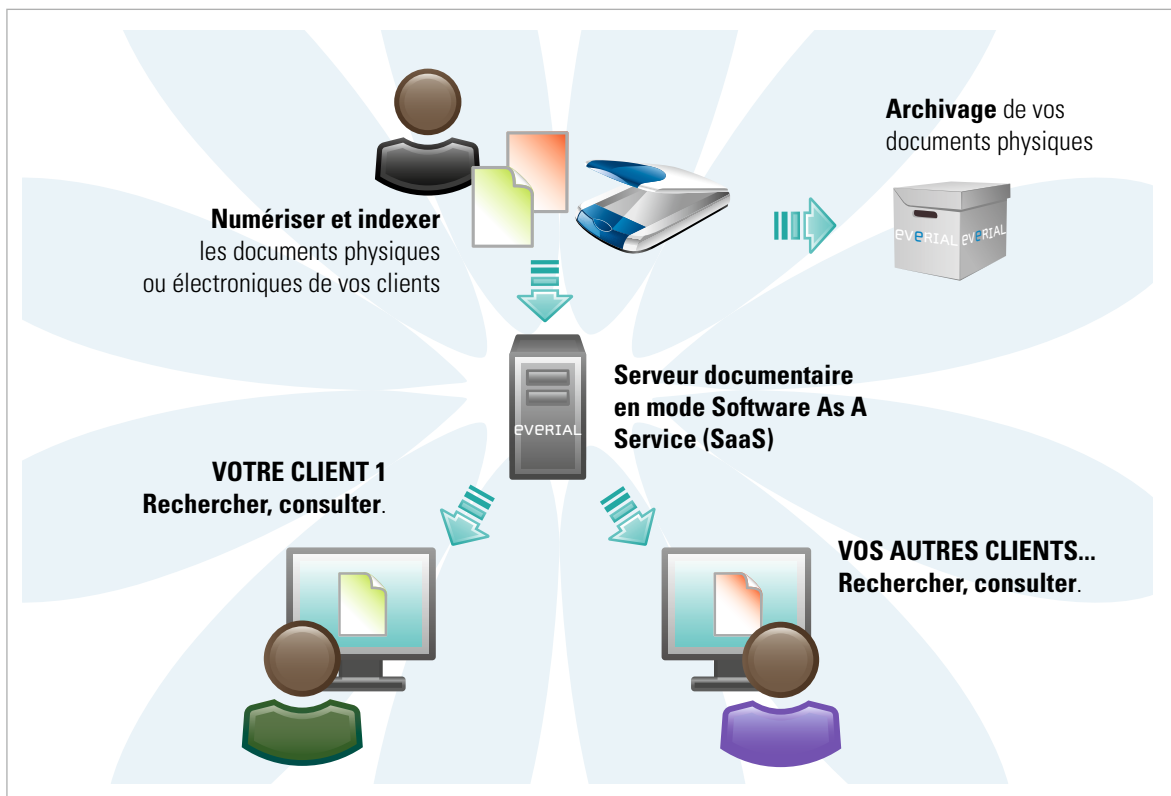 Archivage de vos
documents physiques
Numériser et indexer
les documents physiques
ou électroniques de vos clients
eveRIAL eveRIAL
Serveur documentaire
en mode Software As A
Service (SaaS)
eveRIAL
VOTRE CLIENT 1
Rechercher, consulter.
VOS AUTRES CLIENTS...
Rechercher, consulter.